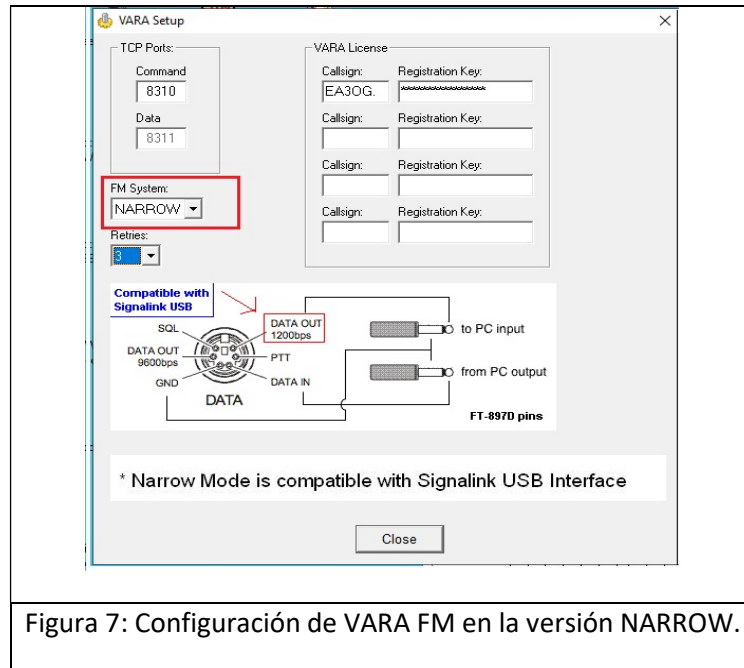 VARA Setup
TCP Ports:
Command
8310
Data
8311
FM System:
NARROW
Retries:
3
VARA License
Callsign: Registration Key:
EA3OG. ****************
Callsign: Registration Key:
Callsign: Registration Key:
Callsign: Registration Key:
Compatible with
Signalink USB
SQL
DATA OUT
9600bps
GND
DATA
DATA OUT
1200bps
PTT
DATA IN
to PC input
from PC output
FT-897D pins
* Narrow Mode is compatible with Signalink USB Interface
Close
Figura 7: Configuración de VARA FM en la versión NARROW.